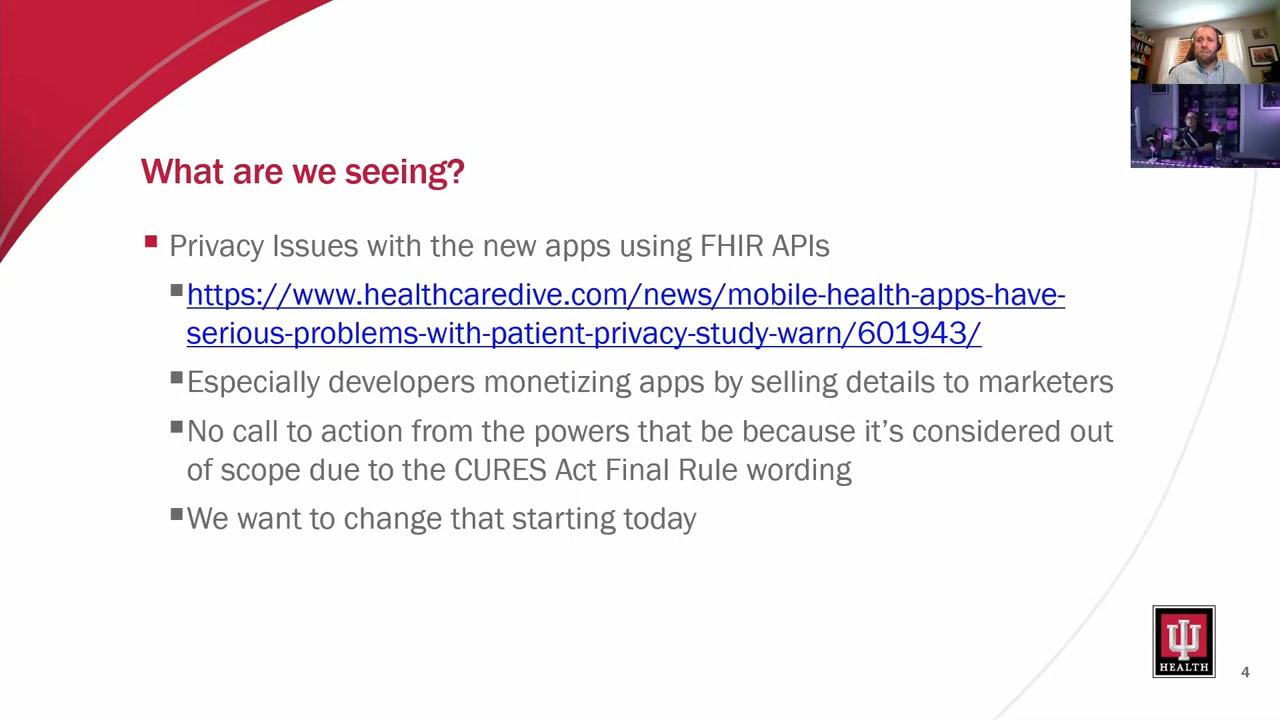 What are we seeing?
Privacy Issues with the new apps using FHIR APIs
https://www.healthcaredive.com/news/mobile-health-apps-have-
serious-problems-with-patient-privacy-study-warn/601943/
Especially developers monetizing apps by selling details to marketers
No call to action from the powers that be because it’s considered out
of scope due to the CURES Act Final Rule wording
We want to change that starting today
HEALTH
4